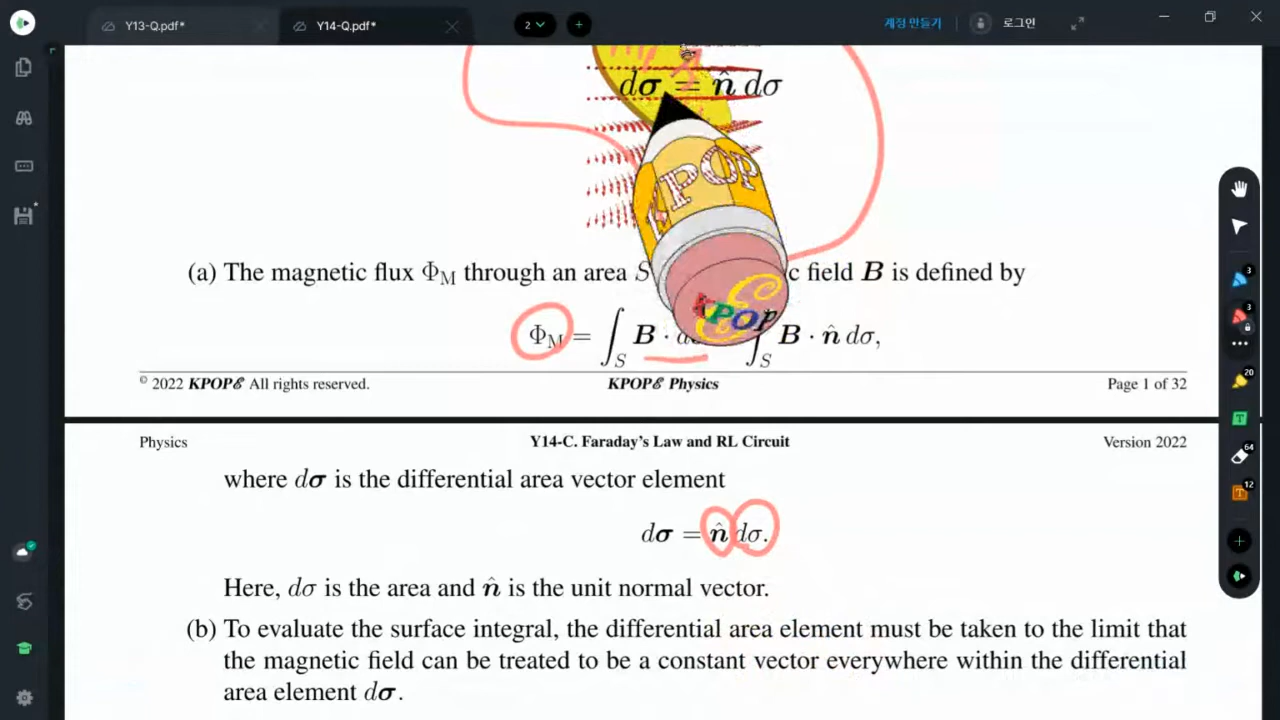 Y13-Q.pdf*
Y14-Q.pdf*
2
계정 만들기
로그인
dσ = n̂ dσ
KPOP
(a) The magnetic flux Φ_M through an area S c field B is defined by
KPOP
Φ_M = ∫_S B · d ∫_S B · n̂ dσ,
© 2022 KPOPE All rights reserved.
KPOPE Physics
Page 1 of 32
Physics
Y14-C. Faraday's Law and RL Circuit
Version 2022
where dσ is the differential area vector element
dσ = n̂ dσ.
Here, dσ is the area and n̂ is the unit normal vector.
(b) To evaluate the surface integral, the differential area element must be taken to the limit that
the magnetic field can be treated to be a constant vector everywhere within the differential
area element dσ.
3
3
20
T
64
12